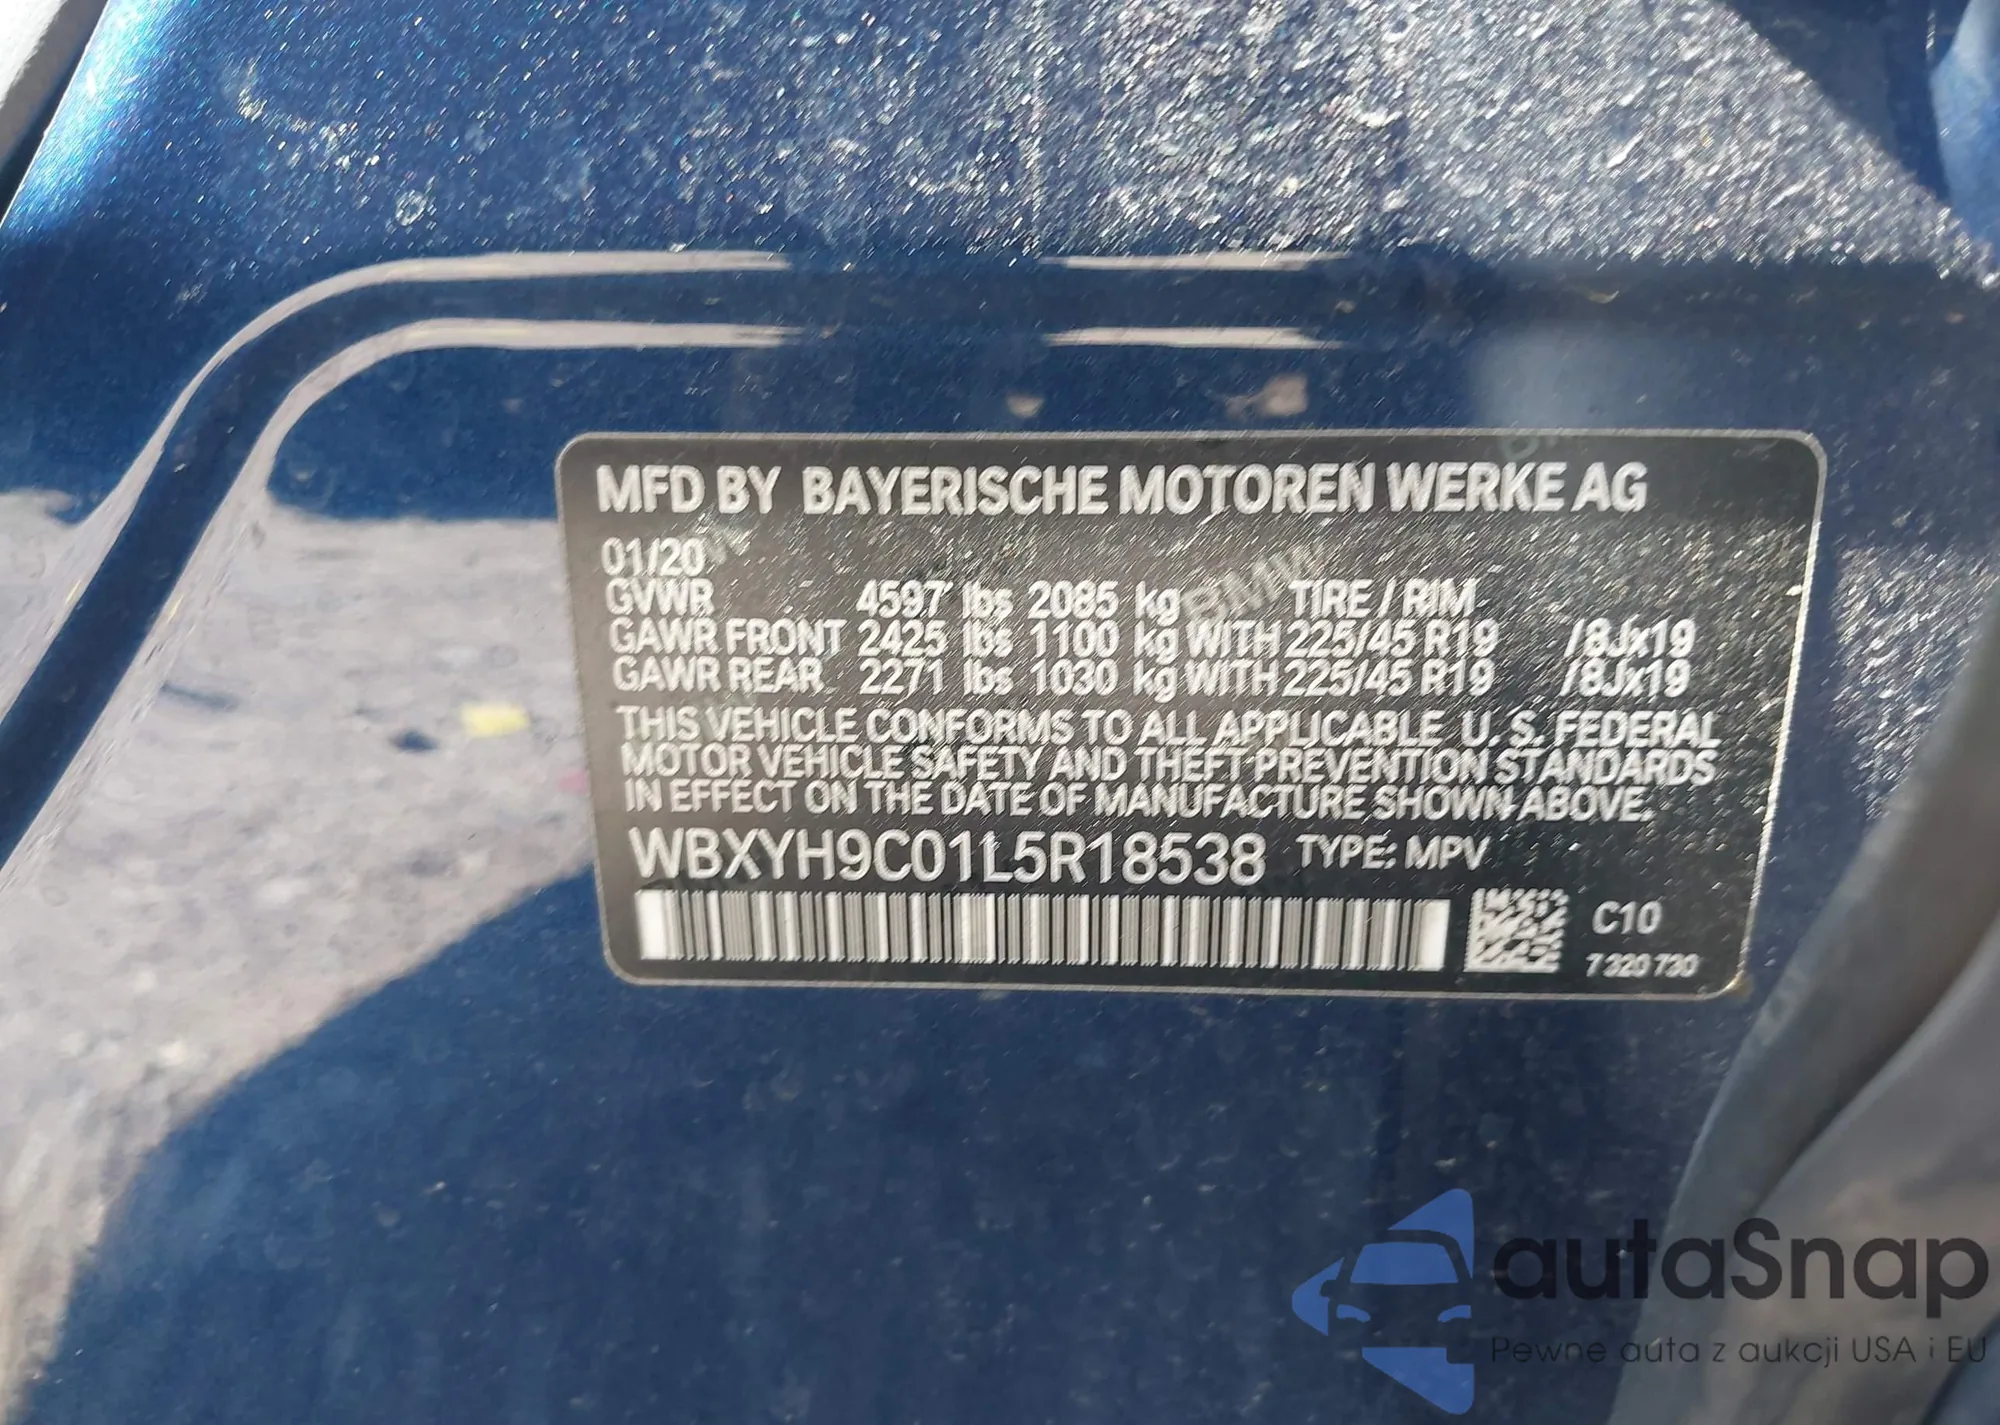 MFD BY BAYERISCHE MOTOREN WERKE AG
01/20
GVWR 4597 lbs 2085 kg TIRE / RIM
GAWR FRONT 2425 lbs 1100 kg WITH 225/45 R19 /8Jx19
GAWR REAR 2271 lbs 1030 kg WITH 225/45 R19 /8Jx19
THIS VEHICLE CONFORMS TO ALL APPLICABLE U. S. FEDERAL
MOTOR VEHICLE SAFETY AND THEFT PREVENTION STANDARDS
IN EFFECT ON THE DATE OF MANUFACTURE SHOWN ABOVE.
WBXYH9C01L5R18538 TYPE: MPV
C10
7 320 730
autaSnap
Pewne auta z aukcji USA i EU